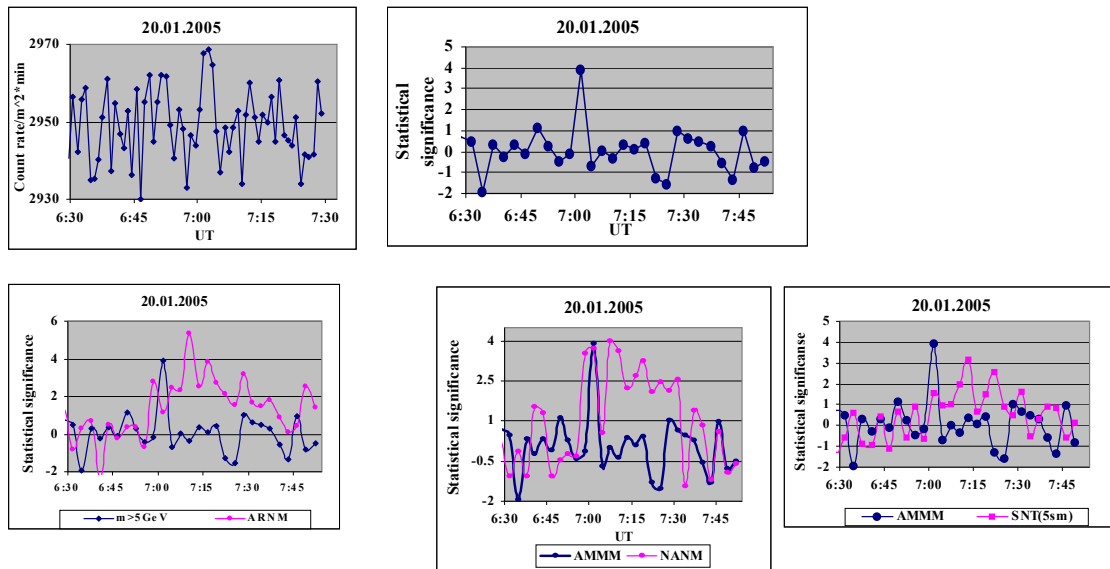 20.01.2005
Count rate/m^2*min
2970
2950
2930
6:30 6:45 7:00 7:15 7:30
UT
20.01.2005
Statistical
significance
5
4
3
2
1
0
-1
-2
6:30 6:45 7:00 7:15 7:30 7:45
UT
20.01.2005
Statistical significance
6
4
2
0
-2
6:30 6:45 7:00 7:15 7:30 7:45
m>5GeV ARNM
20.01.2005
Statistical significance
4
2.5
1
-0.5
-2
6:30 6:45 7:00 7:15 7:30 7:45
UT
AMMM NANM
20.01.2005
Statistical significanse
5
4
3
2
1
0
-1
-2
6:30 6:45 7:00 7:15 7:30 7:45
AMMM SNT(5sm)